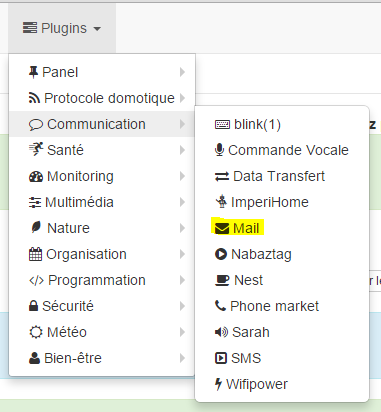 Plugins
Panel
Protocole domotique
Communication
Santé
Monitoring
Multimédia
Nature
Organisation
Programmation
Sécurité
Météo
Bien-être
blink(1)
Commande Vocale
Data Transfert
ImperiHome
Mail
Nabaztag
Nest
Phone market
Sarah
SMS
Wifipower